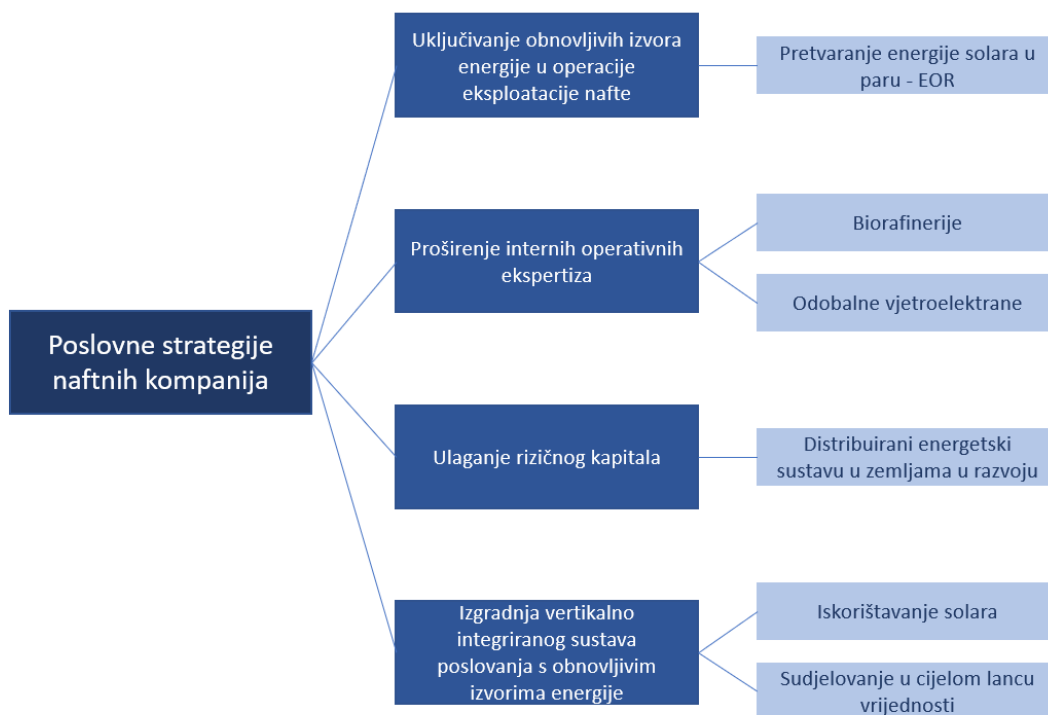 Poslovne strategije
naftnih kompanija
Uključivanje obnovljivih izvora
energije u operacije
eksploatacije nafte
Pretvaranje energije solara u
paru - EOR
Proširenje internih operativnih
ekspertiza
Biorafinerije
Odobalne vjetroelektrane
Ulaganje rizičnog kapitala
Distribuirani energetski
sustavu u zemljama u razvoju
Izgradnja vertikalno
integriranog sustava
poslovanja s obnovljivim
izvorima energije
Iskorištavanje solara
Sudjelovanje u cijelom lancu
vrijednosti